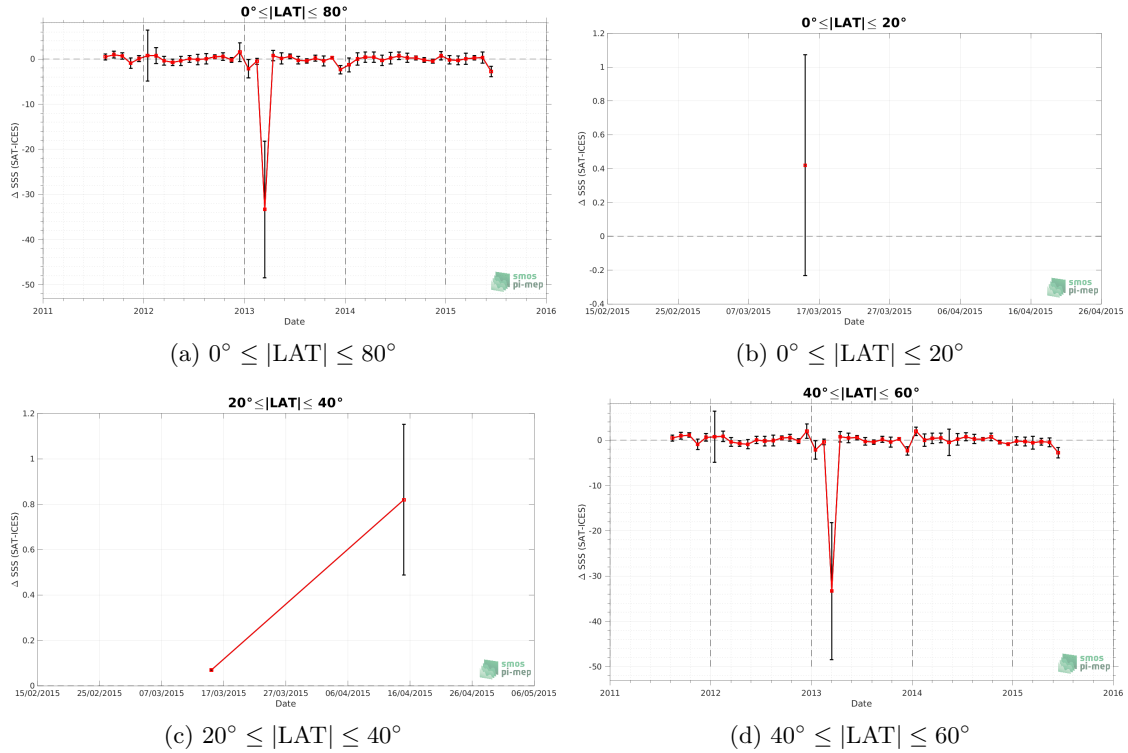 0°≤|LAT|≤ 80°
0
-10
-20
-30
-40
-50
Δ SSS (SAT-ICES)
2011 2012 2013 2014 2015 2016
Date
smos
pi-mep
(a) 0° ≤ |LAT| ≤ 80°
0°≤|LAT|≤ 20°
1.2
1
0.8
0.6
0.4
0.2
0
-0.2
-0.4
Δ SSS (SAT-ICES)
15/02/2015 25/02/2015 07/03/2015 17/03/2015 27/03/2015 06/04/2015 16/04/2015 26/04/2015
Date
smos
pi-mep
(b) 0° ≤ |LAT| ≤ 20°
20°≤|LAT|≤ 40°
1.2
1
0.8
0.6
0.4
0.2
0
Δ SSS (SAT-ICES)
15/02/2015 25/02/2015 07/03/2015 17/03/2015 27/03/2015 06/04/2015 16/04/2015 26/04/2015 06/05/2015
Date
smos
pi-mep
(c) 20° ≤ |LAT| ≤ 40°
40°≤|LAT|≤ 60°
0
-10
-20
-30
-40
-50
Δ SSS (SAT-ICES)
2011 2012 2013 2014 2015 2016
Date
smos
pi-mep
(d) 40° ≤ |LAT| ≤ 60°